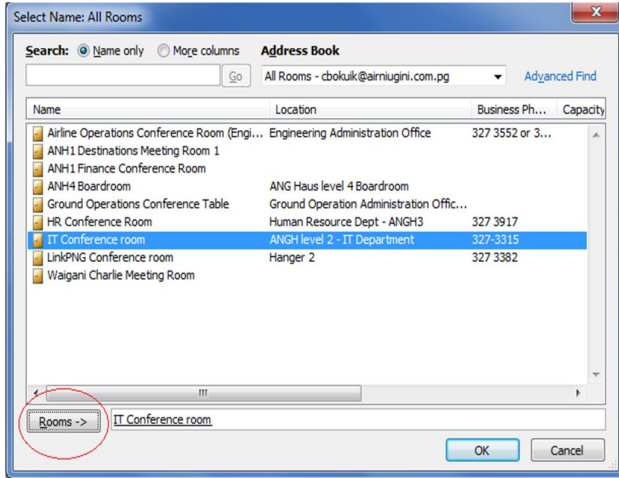 Select Name: All Rooms
Search: Name only More columns Address Book
Go All Rooms - cbokuik@airniugini.com.pg Advanced Find
Name Location Business Ph... Capacity
Airline Operations Conference Room (Engi... Engineering Administration Office 327 3552 or 3...
ANH1 Destinations Meeting Room 1
ANH1 Finance Conference Room
ANH4 Boardroom ANG Haus level 4 Boardroom
Ground Operations Conference Table Ground Operation Administration Offic...
HR Conference Room Human Resource Dept - ANGH3 327 3917
IT Conference room ANGH level 2 - IT Department 327-3315
LinkPNG Conference room Hanger 2 327 3382
Waigani Charlie Meeting Room
Rooms -> IT Conference room
OK Cancel